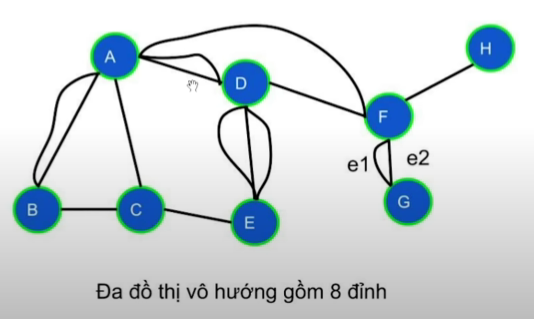 A
H
D
F
e1
e2
B
C
E
G
Đa đồ thị vô hướng gồm 8 đỉnh